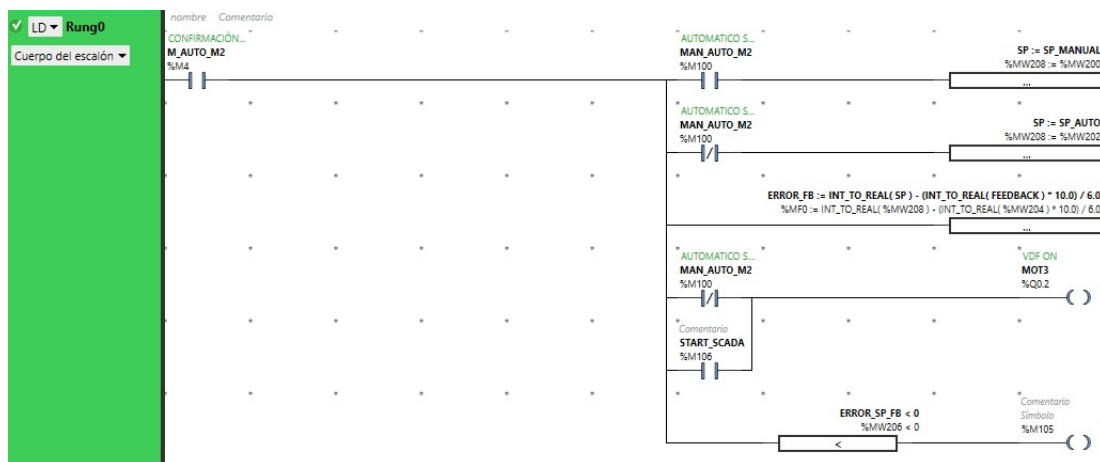 LD Rung0
Cuerpo del escalón
nombre Comentario
CONFIRMACIÓN...
M_AUTO_M2
%M4
AUTOMATICO S...
MAN_AUTO_M2
%M100
SP := SP_MANUAL
%MW208 := %MW200
...
AUTOMATICO S...
MAN_AUTO_M2
%M100
SP := SP_AUTO
%MW208 := %MW202
...
ERROR_FB := INT_TO_REAL( SP ) - (INT_TO_REAL( FEEDBACK ) * 10.0) / 6.0
%MF0 := INT_TO_REAL( %MW208 ) - (INT_TO_REAL( %MW204 ) * 10.0) / 6.0
...
AUTOMATICO S...
MAN_AUTO_M2
%M100
VDF ON
MOT3
%Q0.2
Comentario
START_SCADA
%M106
ERROR_SP_FB < 0
%MW206 < 0
<
Comentario
Símbolo
%M105